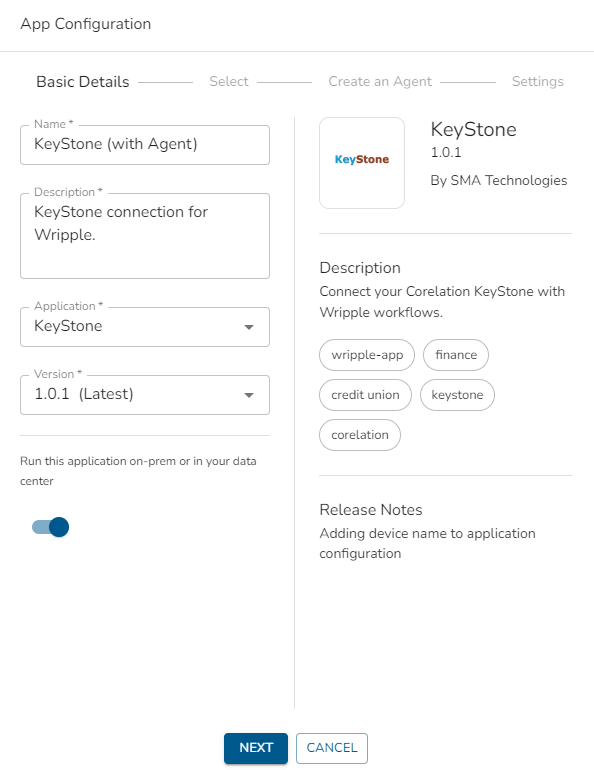 App Configuration
Basic Details
Select
Create an Agent
Settings
Name *
KeyStone (with Agent)
Description *
KeyStone connection for
Wripple.
Application *
KeyStone
Version *
1.0.1 (Latest)
Run this application on-prem or in your data
center
KeyStone
KeyStone
1.0.1
By SMA Technologies
Description
Connect your Corelation KeyStone with
Wripple workflows.
wripple-app
finance
credit union
keystone
corelation
Release Notes
Adding device name to application
configuration
NEXT
CANCEL